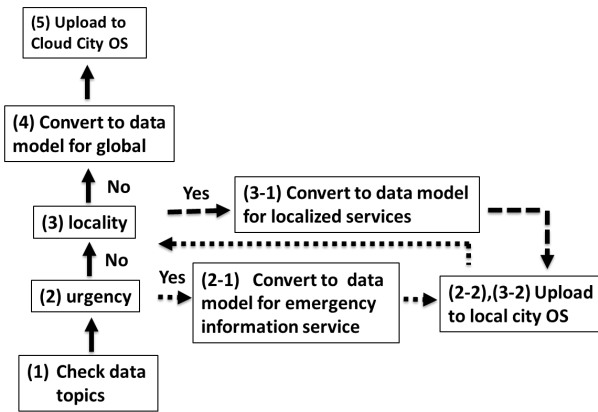 (5) Upload to
Cloud City OS
(4) Convert to data
model for global
No
Yes
(3-1) Convert to data model
for localized services
(3) locality
No
Yes
(2-1) Convert to data
model for emergency
information service
(2) urgency
(2-2),(3-2) Upload
to local city OS
(1) Check data
topics